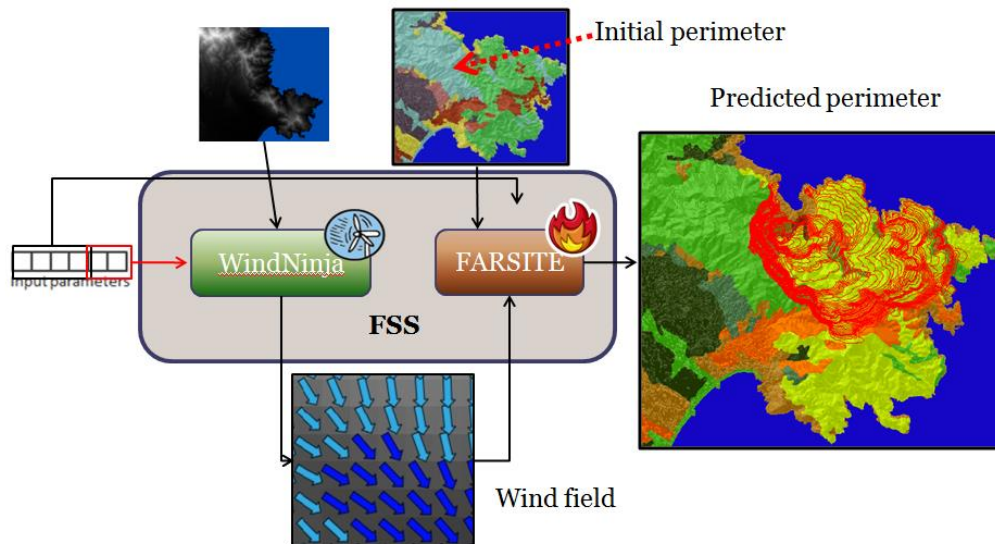 Initial perimeter
Predicted perimeter
WindNinja
FARSITE
Input parameters
FSS
Wind field